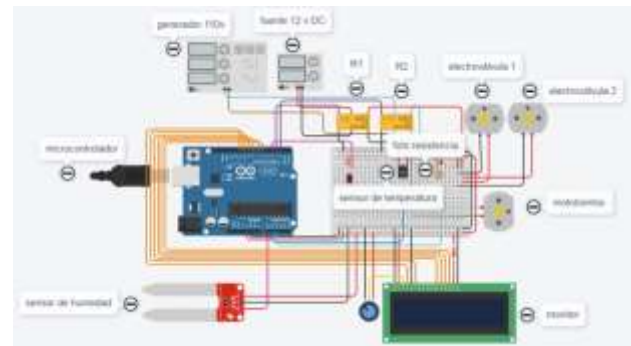 generador 110v
fuente 12 v DC
R1
R2
electroválvula 1
electroválvula 2
microcontrolador
foto resistencia
sensor de temperatura
motobomba
sensor de humedad
monitor